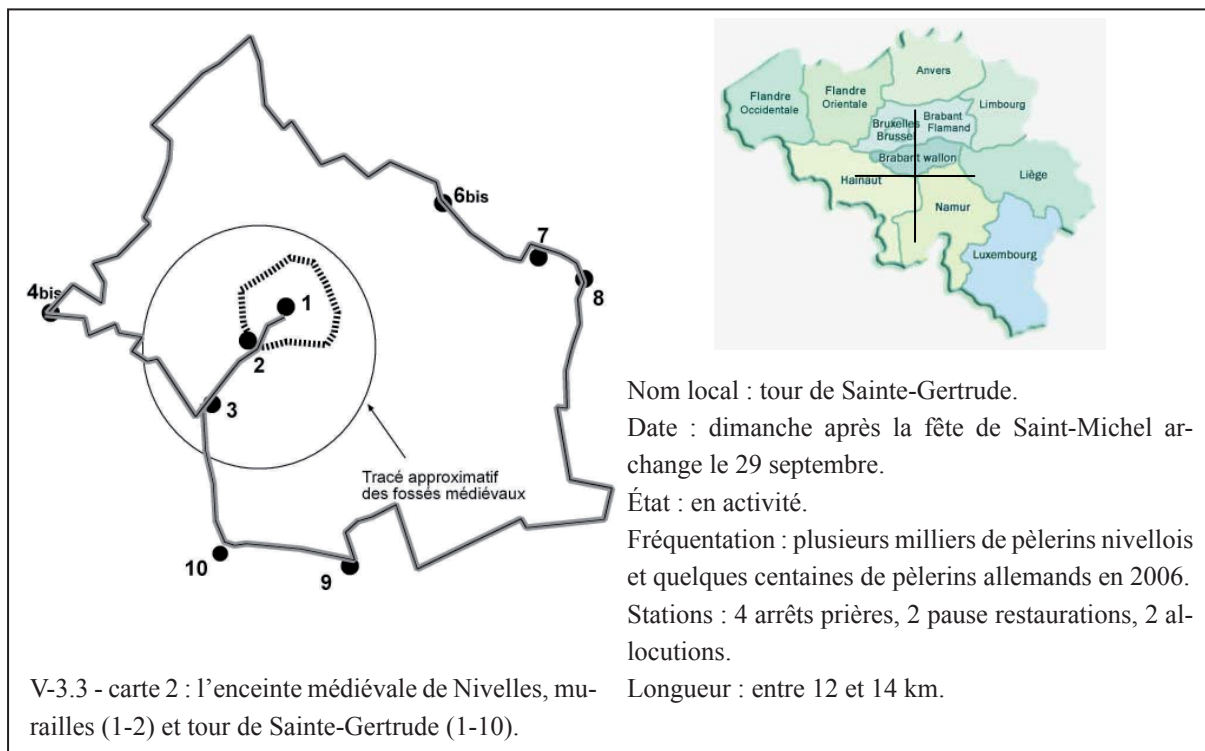 6bis
7
8
4bis
1
2
3
Tracé approximatif
des fossés médiévaux
10
9
V-3.3 - carte 2 : l’enceinte médiévale de Nivelles, mu-
railles (1-2) et tour de Sainte-Gertrude (1-10).
Anvers
Flandre
Occidentale
Flandre
Orientale
Limbourg
Bruxelles
Brussel
Brabant
Flamand
Brabant wallon
Hainaut
Liège
Namur
Luxembourg
Nom local : tour de Sainte-Gertrude.
Date : dimanche après la fête de Saint-Michel ar-
change le 29 septembre.
État : en activité.
Fréquentation : plusieurs milliers de pèlerins nivellois
et quelques centaines de pèlerins allemands en 2006.
Stations : 4 arrêts prières, 2 pause restaurations, 2 al-
locutions.
Longueur : entre 12 et 14 km.